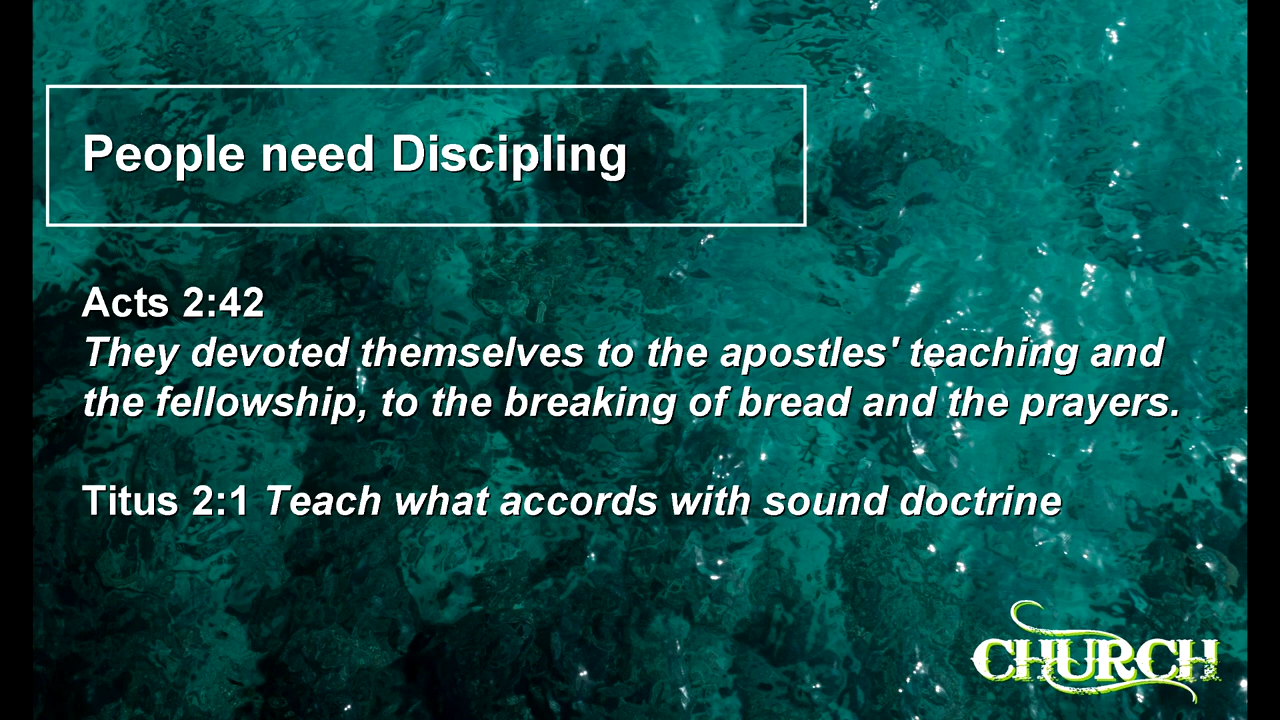 People need Discipling
Acts 2:42
They devoted themselves to the apostles' teaching and
the fellowship, to the breaking of bread and the prayers.
Titus 2:1 Teach what accords with sound doctrine
CHURCH